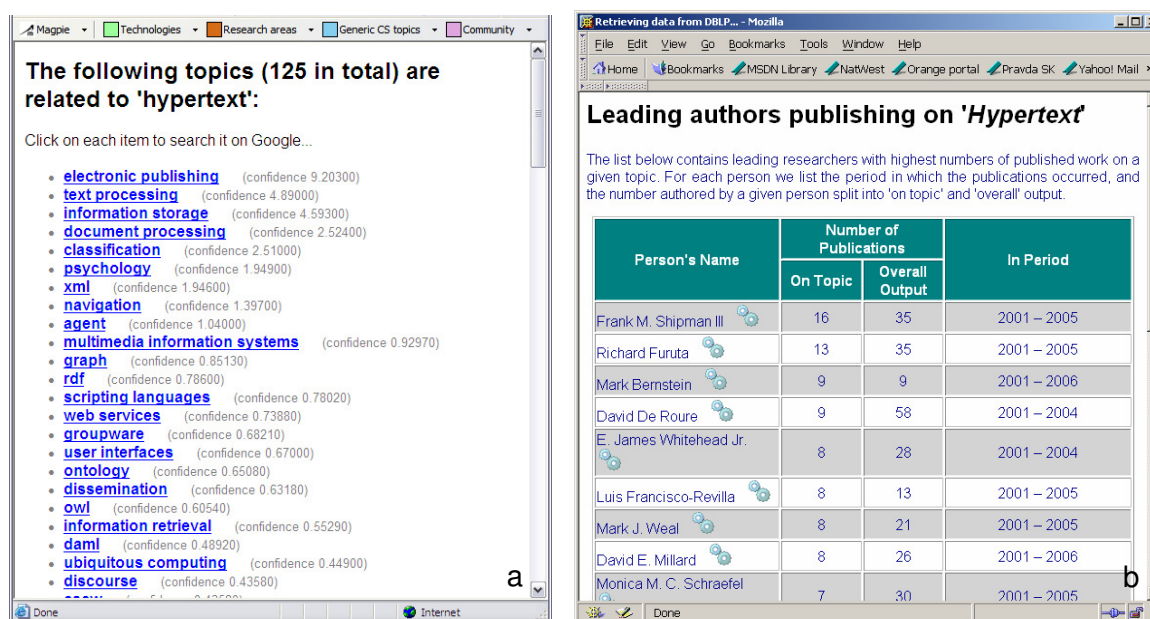 Magpie Technologies Research areas Generic CS topics Community
The following topics (125 in total) are
related to 'hypertext':
Click on each item to search it on Google...
electronic publishing (confidence 9.20300)
text processing (confidence 4.89000)
information storage (confidence 4.59300)
document processing (confidence 2.52400)
classification (confidence 2.51000)
psychology (confidence 1.94900)
xml (confidence 1.94600)
navigation (confidence 1.39700)
agent (confidence 1.04000)
multimedia information systems (confidence 0.92970)
graph (confidence 0.85130)
rdf (confidence 0.78600)
scripting languages (confidence 0.78020)
web services (confidence 0.73880)
groupware (confidence 0.68210)
user interfaces (confidence 0.67000)
ontology (confidence 0.65080)
dissemination (confidence 0.63180)
owl (confidence 0.60540)
information retrieval (confidence 0.55290)
daml (confidence 0.48920)
ubiquitous computing (confidence 0.44900)
discourse (confidence 0.43580)
a
Done Internet
Retrieving data from DBLP... - Mozilla
File Edit View Go Bookmarks Tools Window Help
Home Bookmarks MSDN Library NatWest Orange portal Pravda SK Yahoo! Mail
Leading authors publishing on 'Hypertext'
The list below contains leading researchers with highest numbers of published work on a
given topic. For each person we list the period in which the publications occurred, and
the number authored by a given person split into 'on topic' and 'overall' output.
Person's Name
Number of
Publications
In Period
On Topic
Overall
Output
Frank M. Shipman III 16 35 2001 – 2005
Richard Furuta 13 35 2001 – 2005
Mark Bernstein 9 9 2001 – 2006
David De Roure 9 58 2001 – 2004
E. James Whitehead Jr. 8 28 2001 – 2004
Luis Francisco-Revilla 8 13 2001 – 2005
Mark J. Weal 8 21 2001 – 2005
David E. Millard 8 26 2001 – 2006
Monica M. C. Schraefel 7 30 2001 – 2005
b
Done